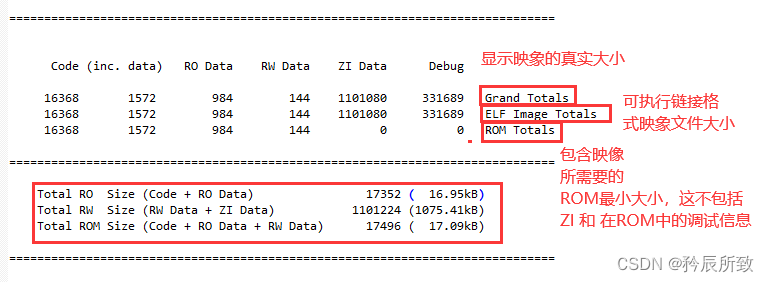 Code (inc. data) RO Data RW Data ZI Data Debug
显示映象的真实大小
16368 1572 984 144 1101080 331689 Grand Totals
16368 1572 984 144 1101080 331689 ELF Image Totals
16368 1572 984 144 0 0 ROM Totals
可执行链接格
式映象文件大小
包含映像
所需要的
ROM最小大小，这不包括
ZI 和 在ROM中的调试信息
Total RO Size (Code + RO Data) 17352 ( 16.95kB)
Total RW Size (RW Data + ZI Data) 1101224 (1075.41kB)
Total ROM Size (Code + RO Data + RW Data) 17496 ( 17.09kB)
CSDN @矜辰所致